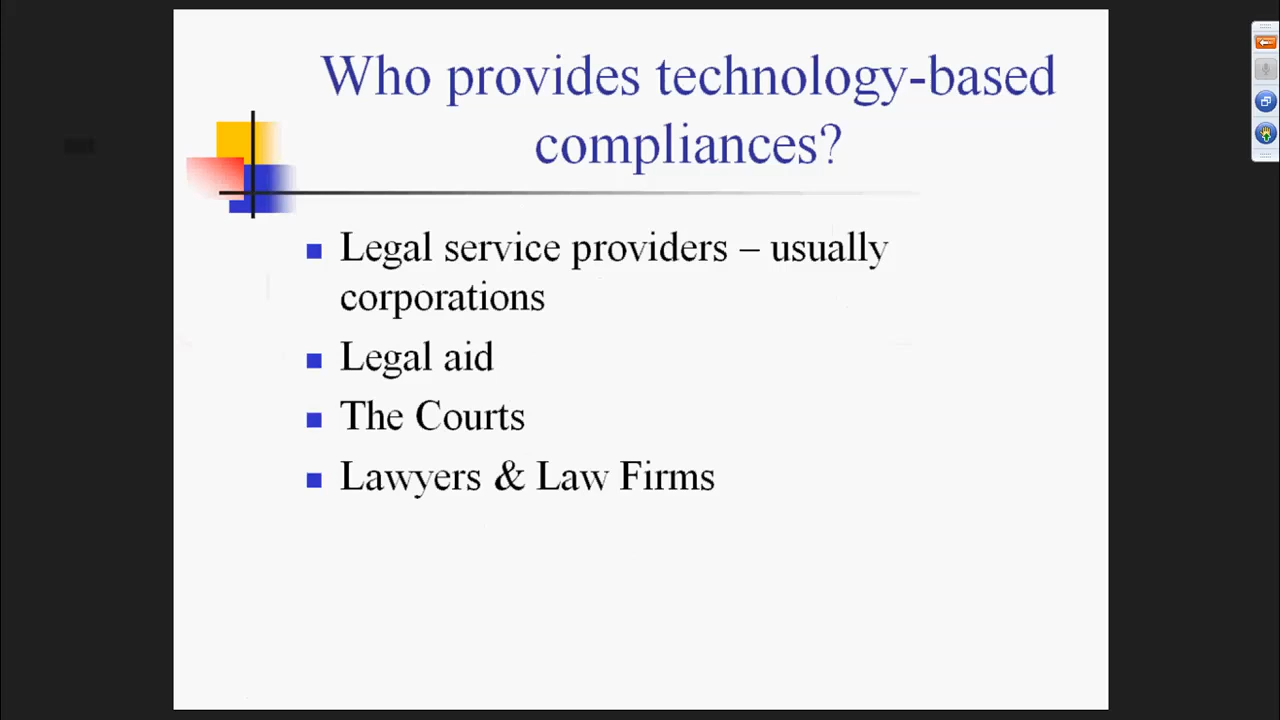 Who provides technology-based
compliances?
Legal service providers – usually
corporations
Legal aid
The Courts
Lawyers & Law Firms